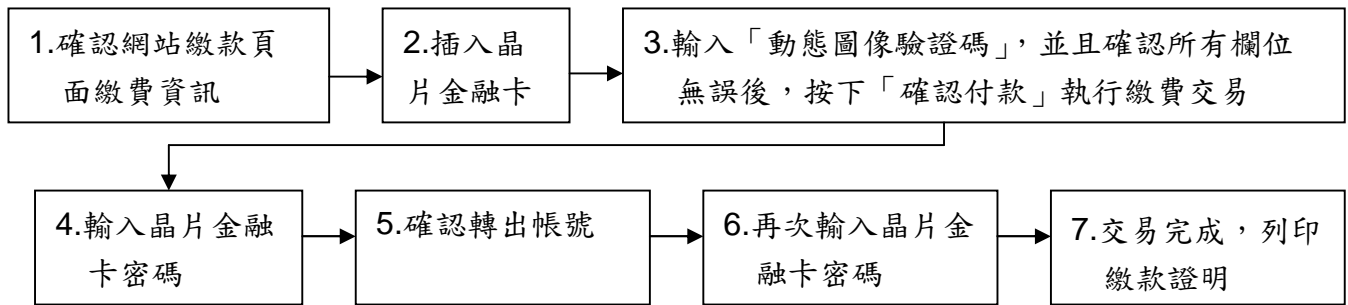 1.確認網站繳款頁
面繳費資訊
2.插入晶
片金融卡
3.輸入「動態圖像驗證碼」,並且確認所有欄位
無誤後,按下「確認付款」執行繳費交易
4.輸入晶片金融
卡密碼
5.確認轉出帳號
6.再次輸入晶片金
融卡密碼
7.交易完成,列印
繳款證明